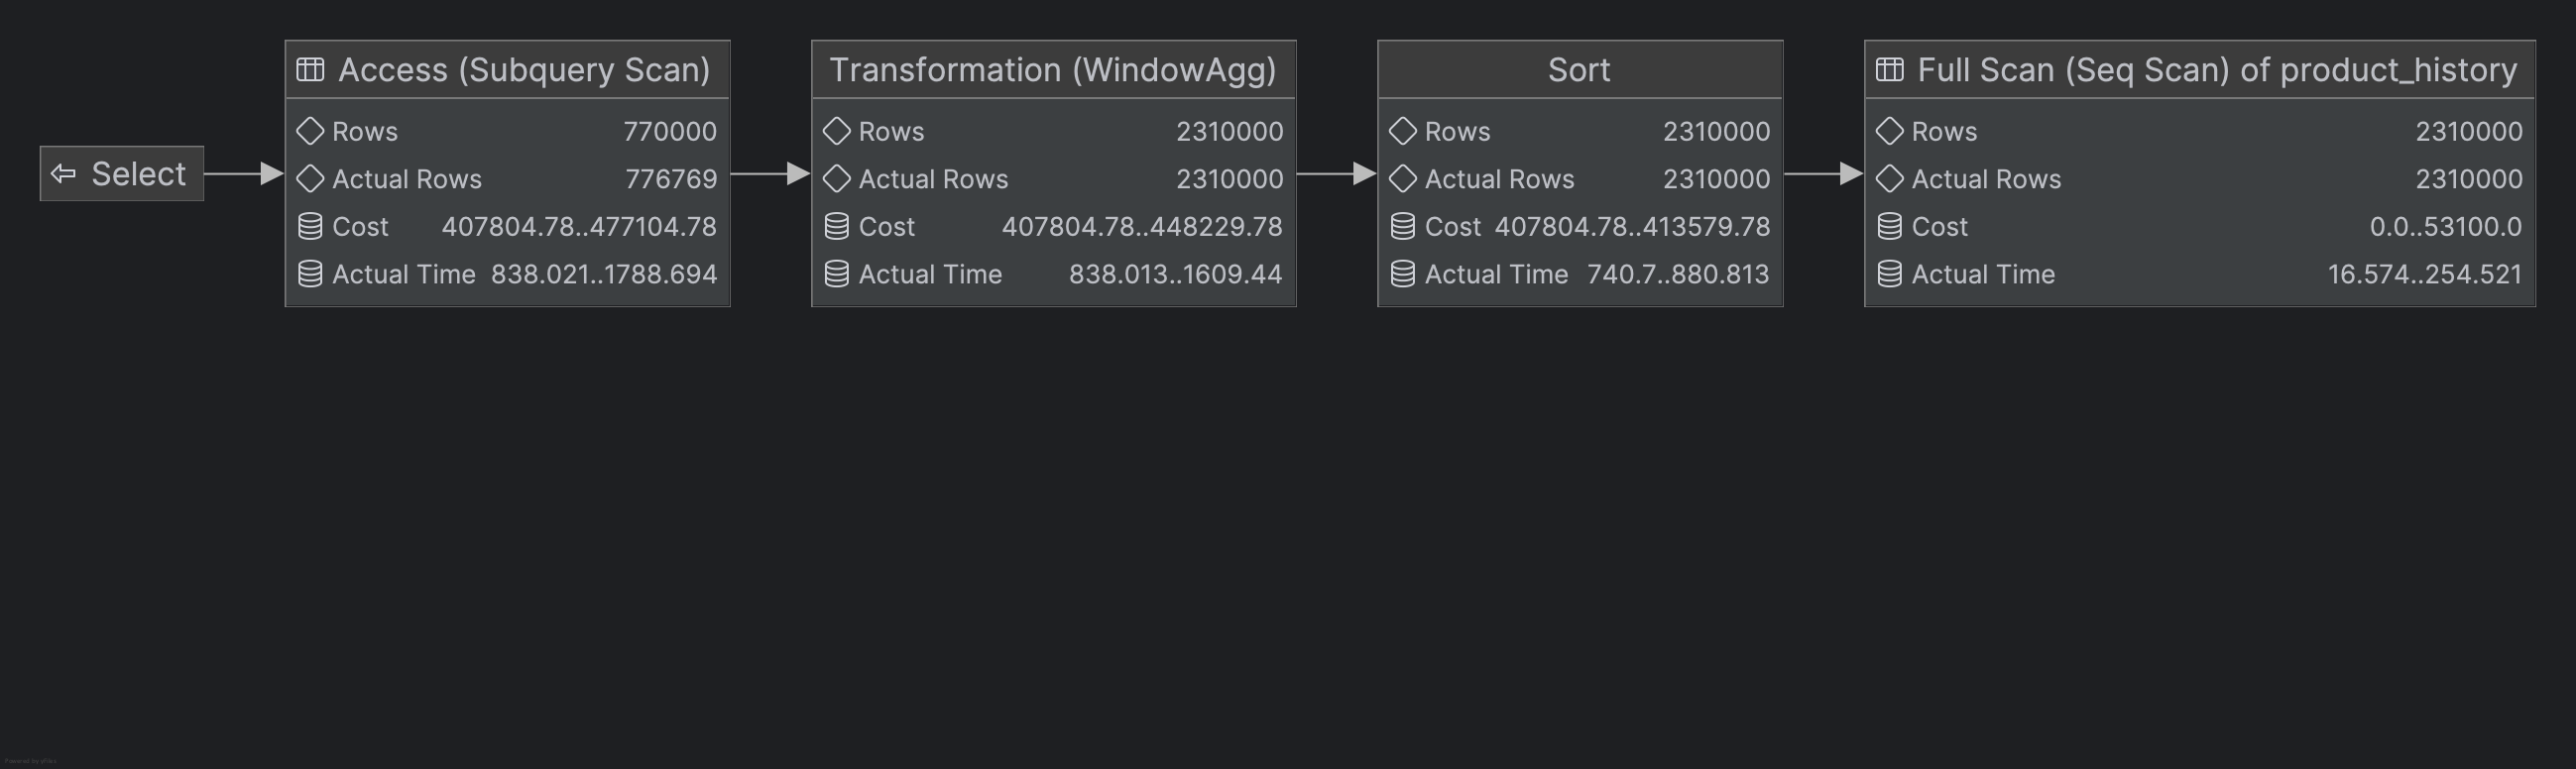 Select
Access (Subquery Scan)
Rows 770000
Actual Rows 776769
Cost 407804.78..477104.78
Actual Time 838.021..1788.694
Transformation (WindowAgg)
Rows 2310000
Actual Rows 2310000
Cost 407804.78..448229.78
Actual Time 838.013..1609.44
Sort
Rows 2310000
Actual Rows 2310000
Cost 407804.78..413579.78
Actual Time 740.7..880.813
Full Scan (Seq Scan) of product_history
Rows 2310000
Actual Rows 2310000
Cost 0.0..53100.0
Actual Time 16.574..254.521
Powered by yFiles